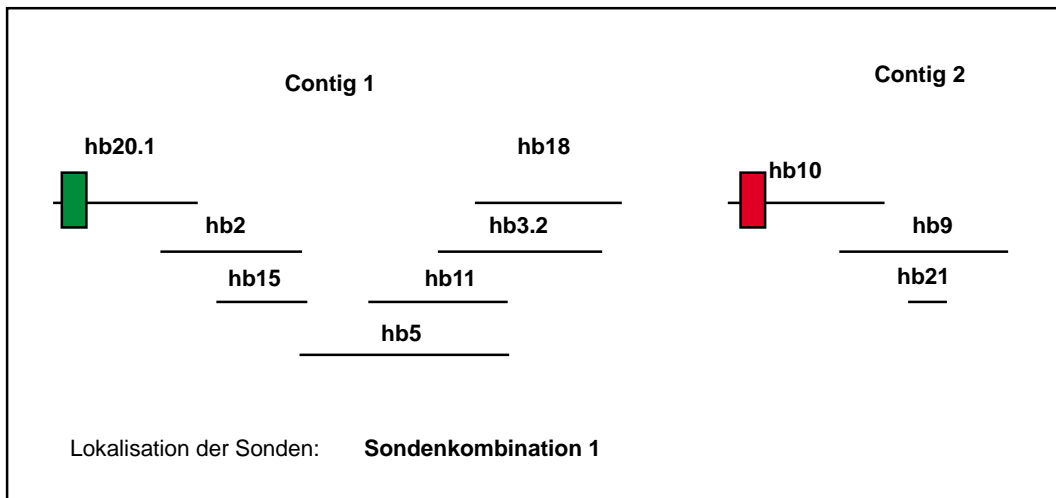 Contig 1
Contig 2
hb20.1
hb18
hb10
hb2
hb3.2
hb9
hb15
hb11
hb21
hb5
Lokalisation der Sonden: Sondenkombination 1